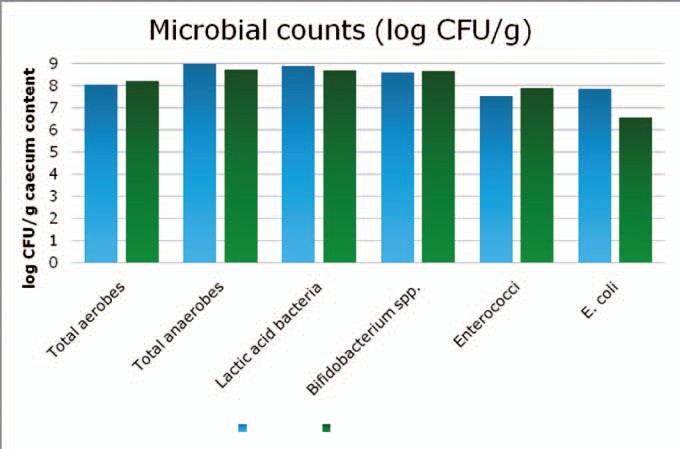 Microbial counts (log CFU/g)
log CFU/g caecum content
9
8
7
6
5
4
3
2
1
0
Total aerobes
Total anaerobes
Lactic acid bacteria
Bifidobacterium spp.
Enterococci
E. coli